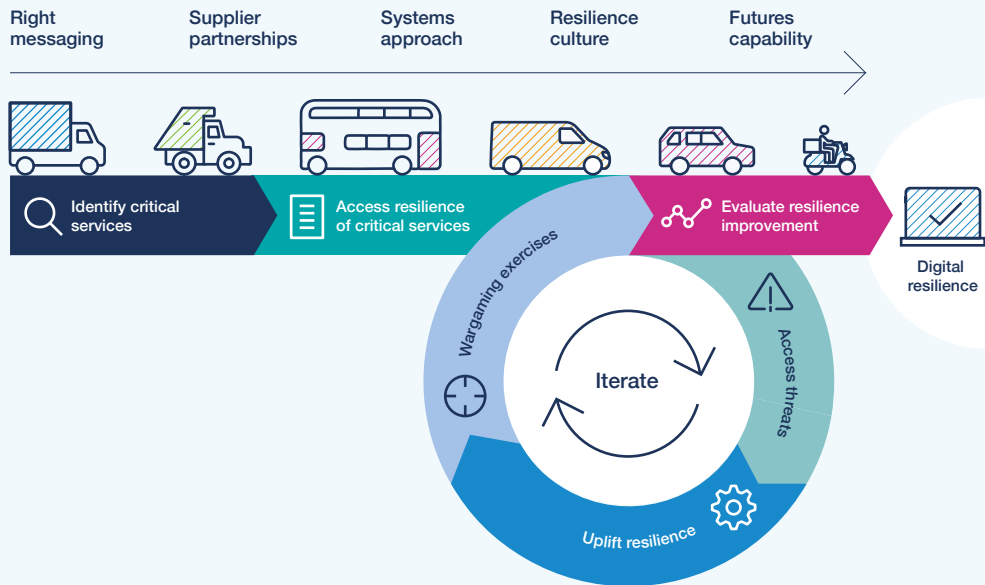 Right
messaging
Supplier
partnerships
Systems
approach
Resilience
culture
Futures
capability
Identify critical
services
Access resilience
of critical services
Evaluate resilience
improvement
Digital
resilience
Wargaming exercises
Access threats
Iterate
Uplift resilience